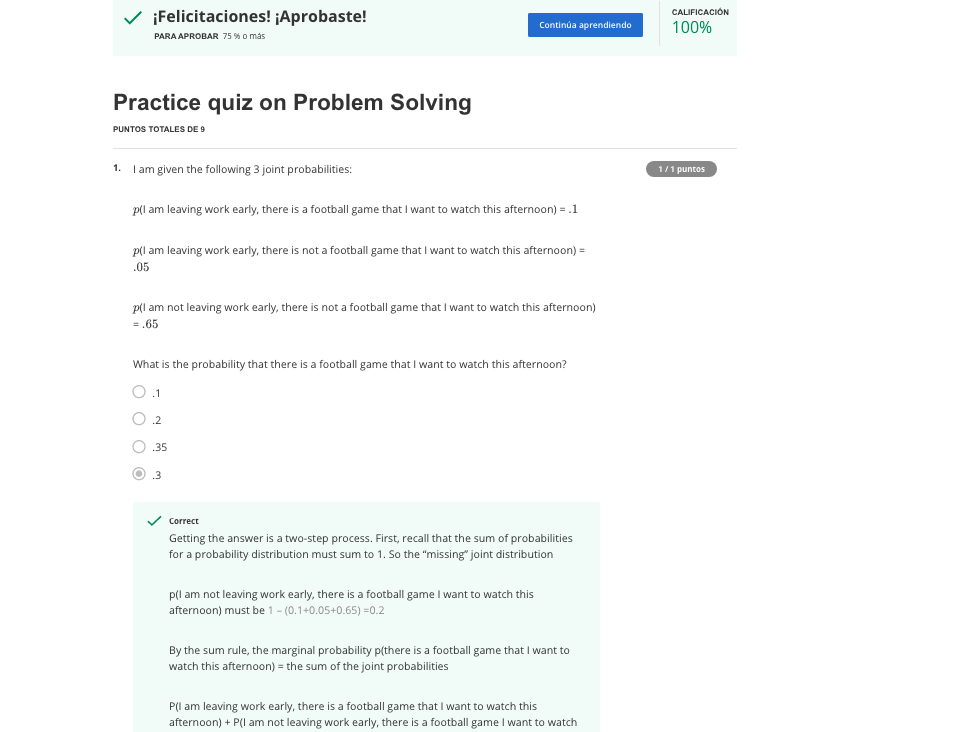 ¡Felicitaciones! ¡Aprobaste!
PARA APROBAR 75 % o más
Continúa aprendiendo
CALIFICACIÓN
100%
Practice quiz on Problem Solving
PUNTOS TOTALES DE 9
1. I am given the following 3 joint probabilities:
1 / 1 puntos
p(I am leaving work early, there is a football game that I want to watch this afternoon) = .1
p(I am leaving work early, there is not a football game that I want to watch this afternoon) =
.05
p(I am not leaving work early, there is not a football game that I want to watch this afternoon)
= .65
What is the probability that there is a football game that I want to watch this afternoon?
.1
.2
.35
.3
Correct
Getting the answer is a two-step process. First, recall that the sum of probabilities
for a probability distribution must sum to 1. So the “missing” joint distribution
p(I am not leaving work early, there is a football game I want to watch this
afternoon) must be 1 – (0.1+0.05+0.65) =0.2
By the sum rule, the marginal probability p(there is a football game that I want to
watch this afternoon) = the sum of the joint probabilities
P(I am leaving work early, there is a football game that I want to watch this
afternoon) + P(I am not leaving work early, there is a football game I want to watch